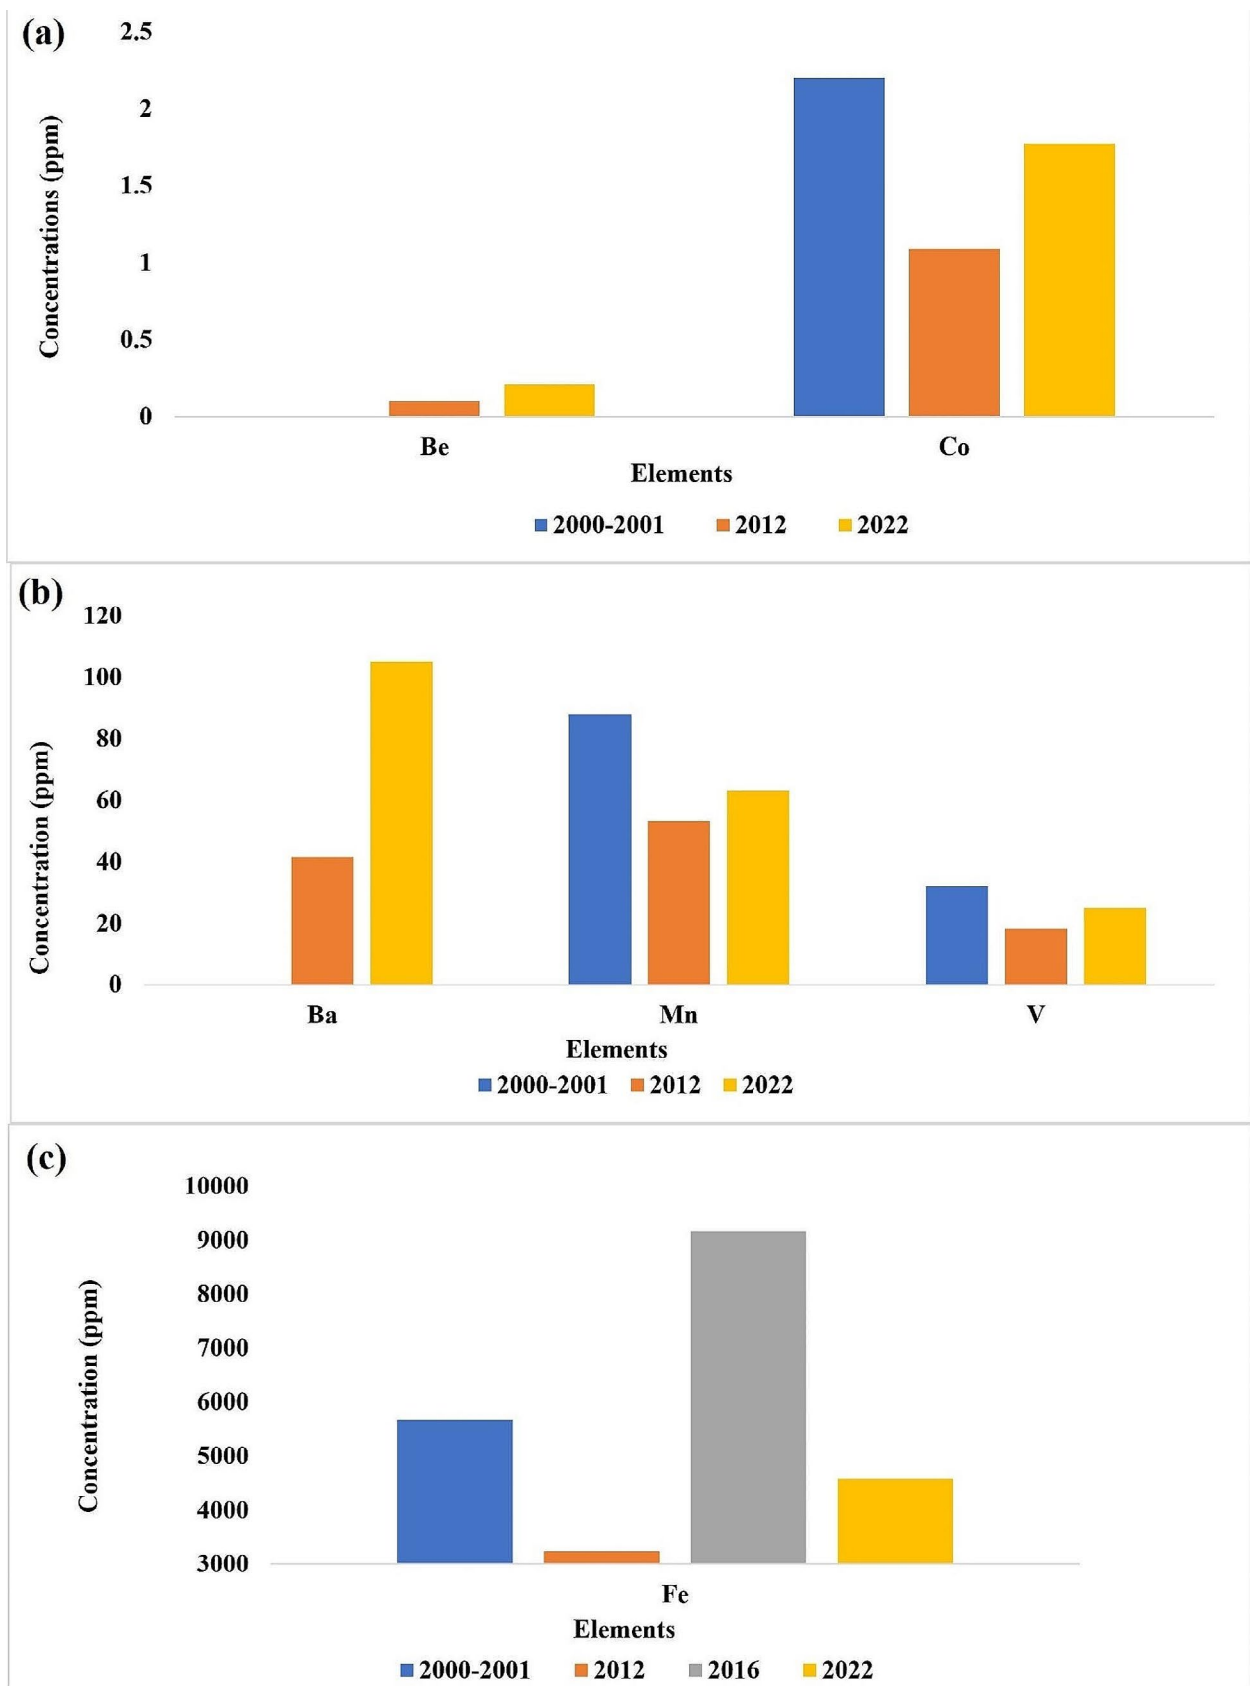 (a)
2.5
2
1.5
1
0.5
0
Concentrations (ppm)
Be Co
Elements
2000-2001 2012 2022
(b)
120
100
80
60
40
20
0
Concentration (ppm)
Ba Mn V
Elements
2000-2001 2012 2022
(c)
10000
9000
8000
7000
6000
5000
4000
3000
Concentration (ppm)
Fe
Elements
2000-2001 2012 2016 2022